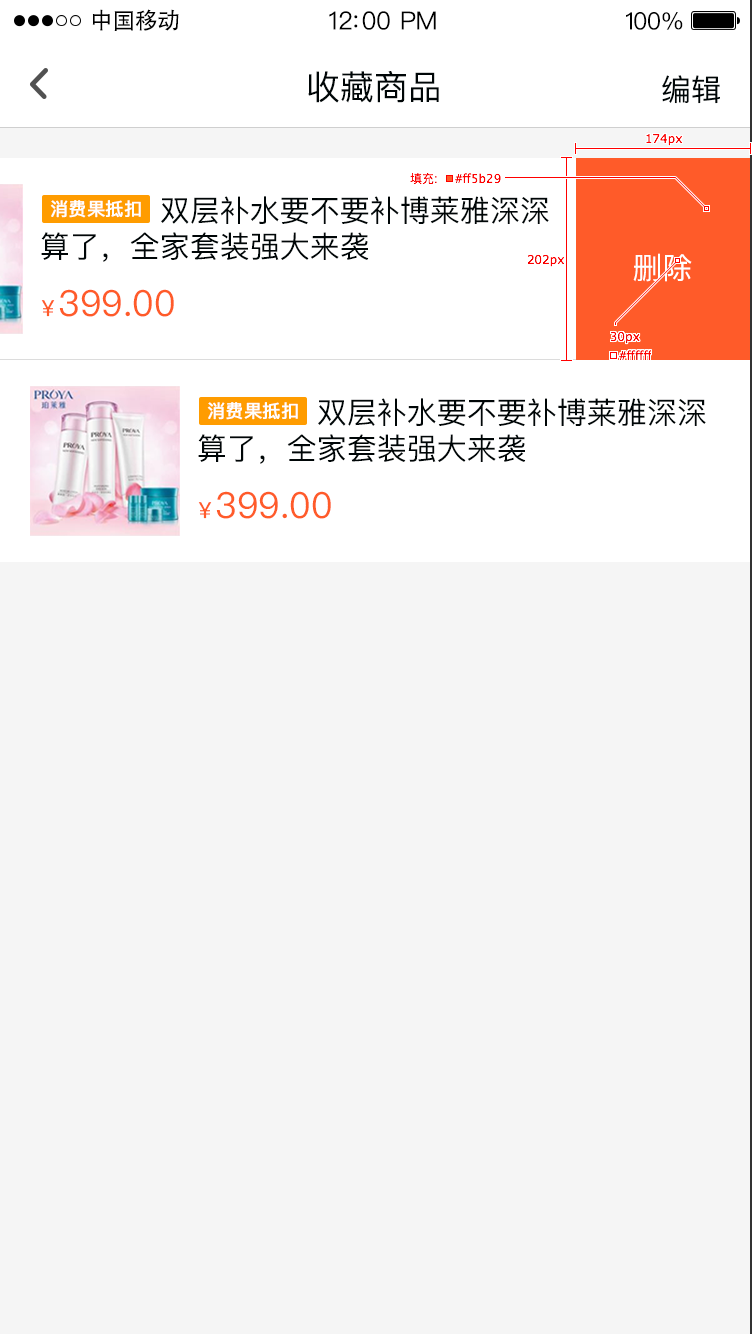 中国移动 12:00 PM 100%
收藏商品 编辑
174px
填充: #ff5b29
消费果抵扣 双层补水要不要补博莱雅深深
算了，全家套装强大来袭
202px
删除
¥399.00
30px
#ffffff
PROYA
珀莱雅
消费果抵扣 双层补水要不要补博莱雅深深
算了，全家套装强大来袭
¥399.00